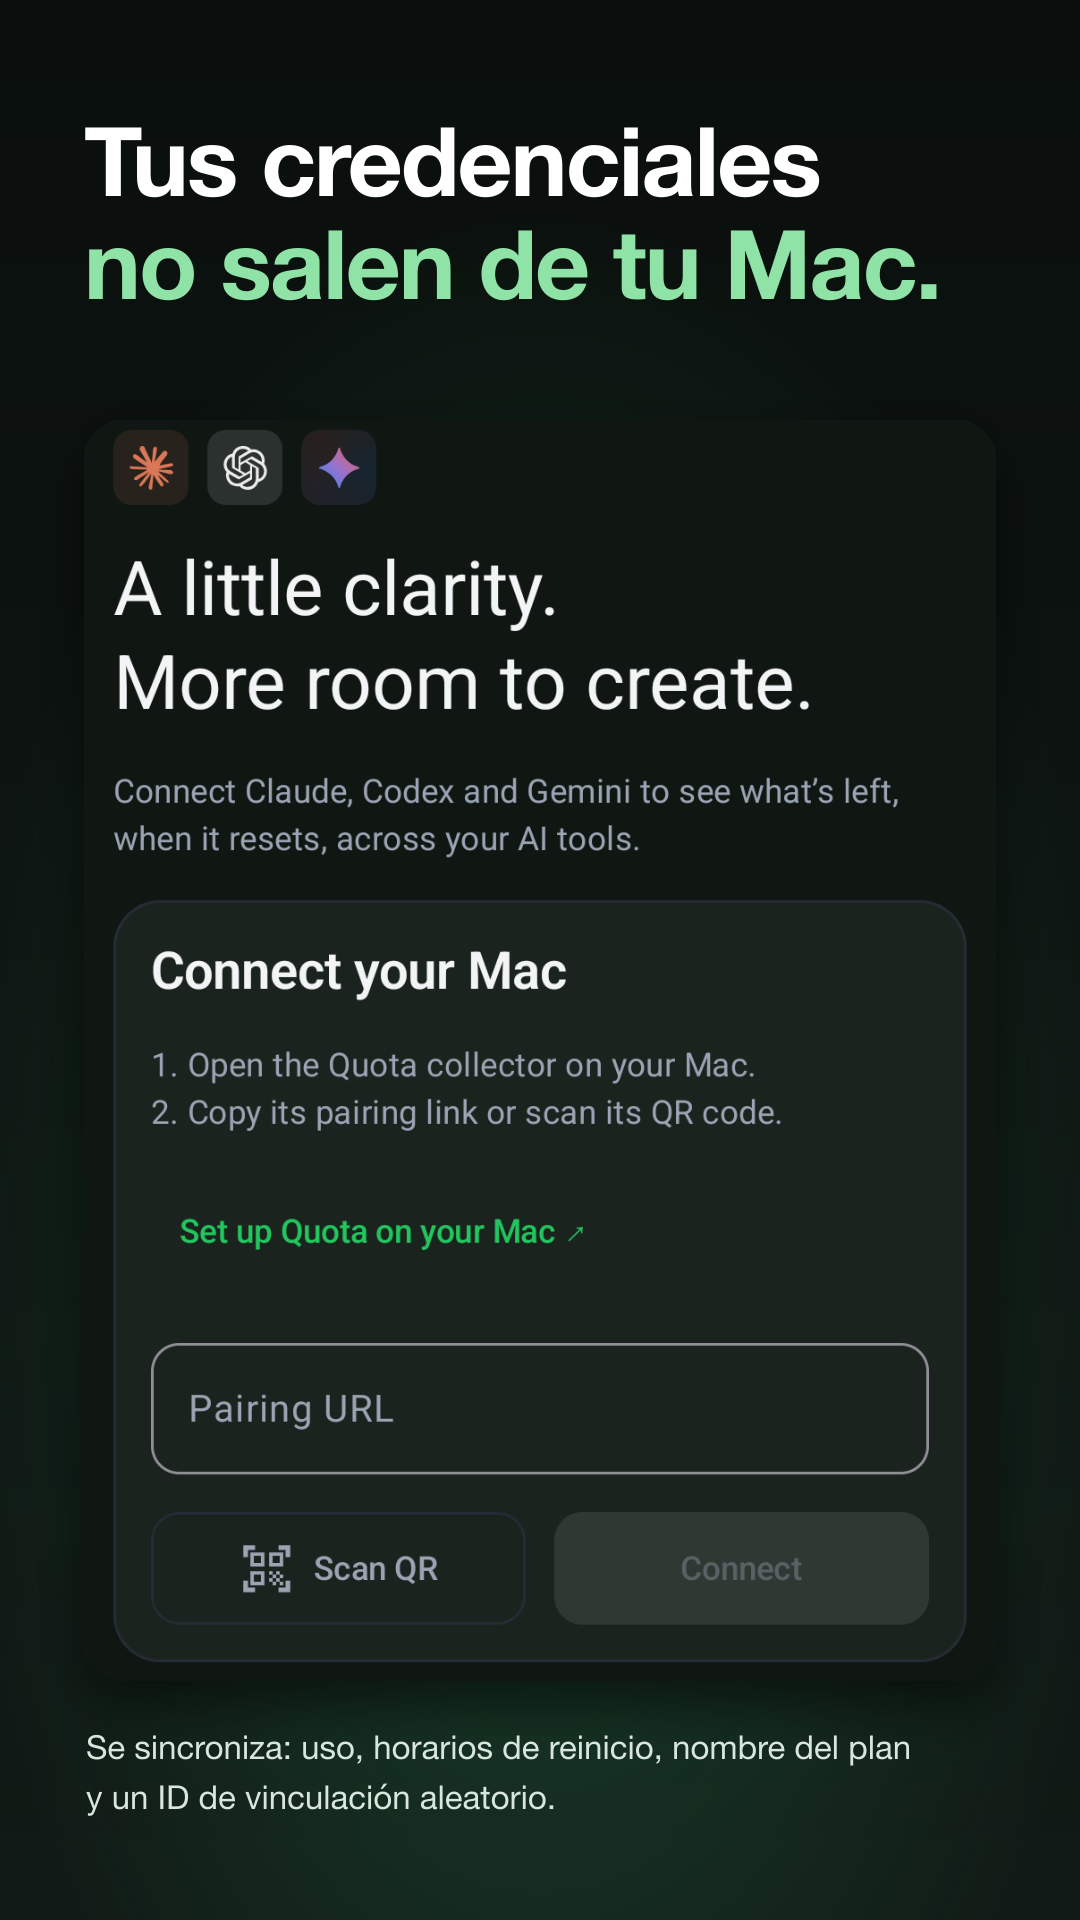 Tus credenciales
no salen de tu Mac.
A little clarity.
More room to create.
Connect Claude, Codex and Gemini to see what’s left,
when it resets, across your AI tools.
Connect your Mac
1. Open the Quota collector on your Mac.
2. Copy its pairing link or scan its QR code.
Set up Quota on your Mac ↗
Pairing URL
Scan QR
Connect
Se sincroniza: uso, horarios de reinicio, nombre del plan
y un ID de vinculación aleatorio.